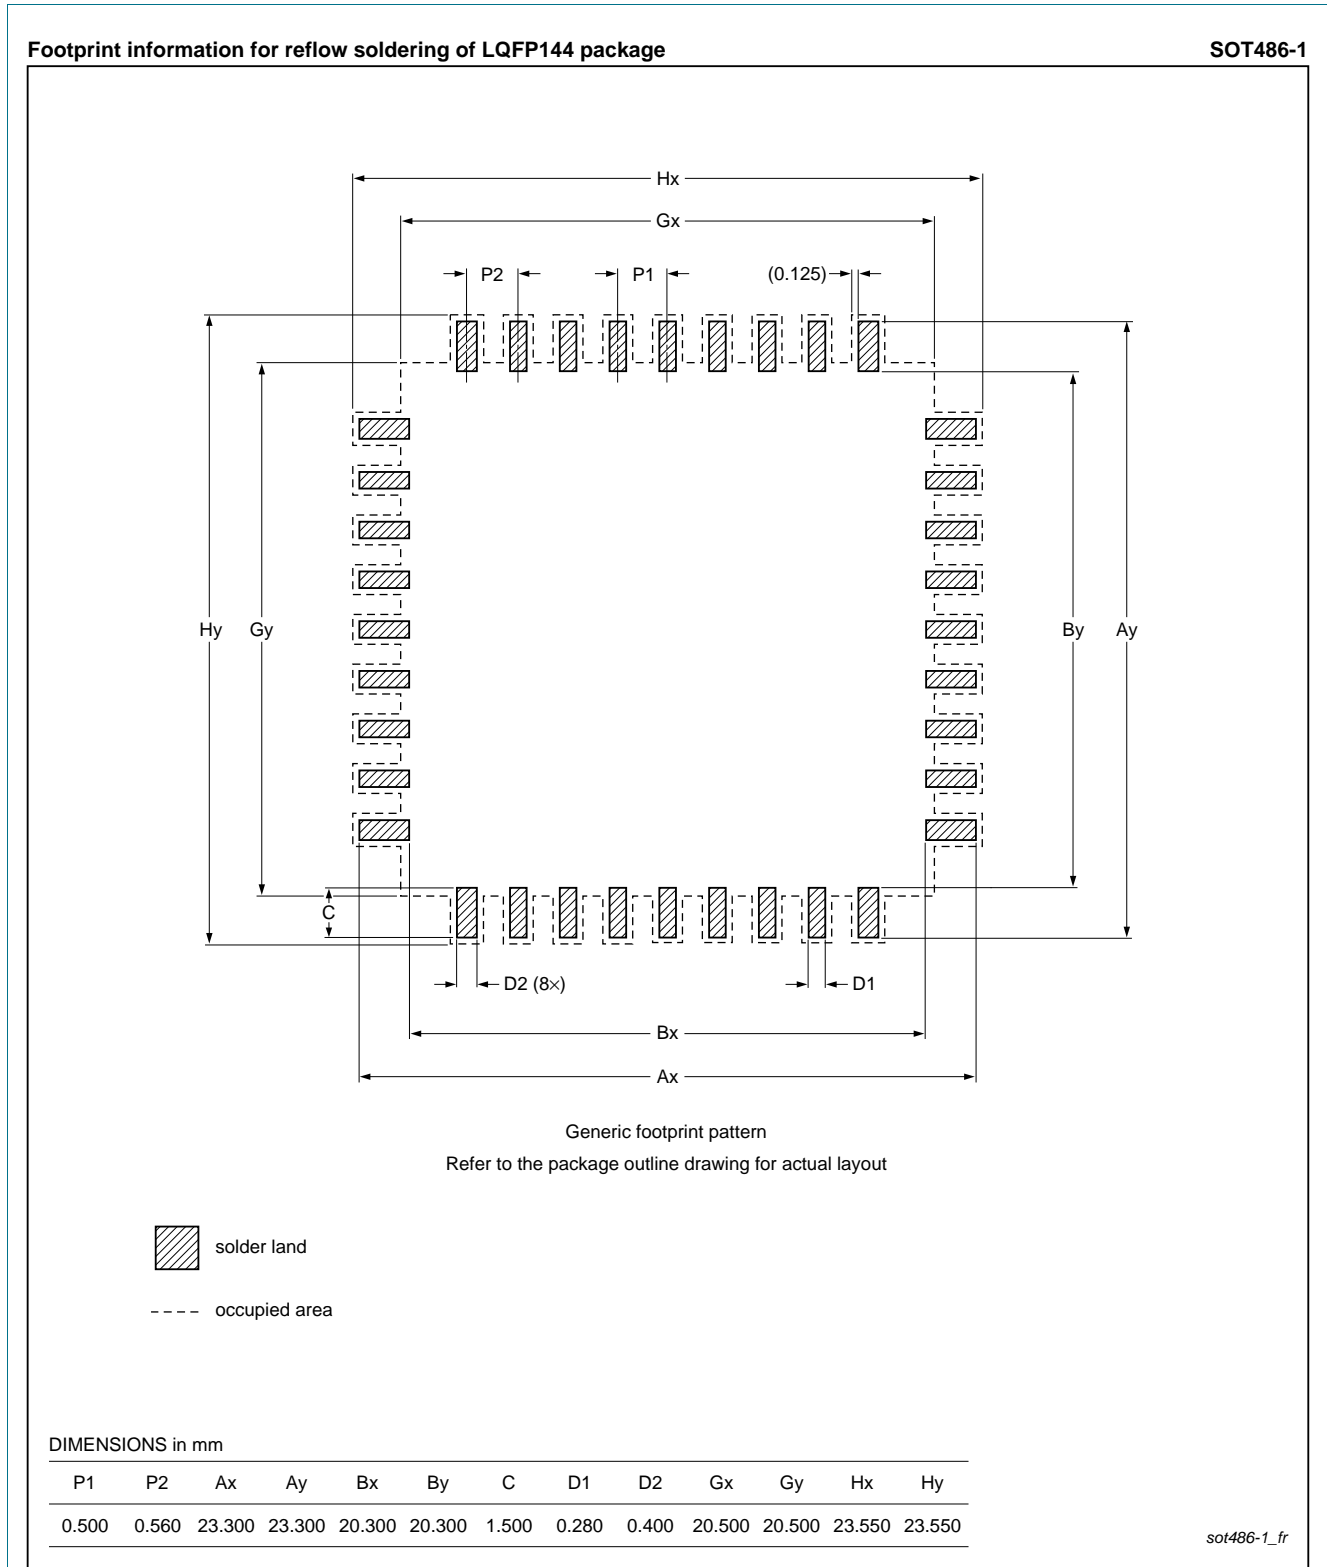 Footprint information for reflow soldering of LQFP144 package SOT486-1
Hx
Gx
P2 P1 (0.125)
Hy Gy By Ay
C
D2 (8×) D1
Bx
Ax
Generic footprint pattern
Refer to the package outline drawing for actual layout
solder land
occupied area
DIMENSIONS in mm
P1 P2 Ax Ay Bx By C D1 D2 Gx Gy Hx Hy
0.500 0.560 23.300 23.300 20.300 20.300 1.500 0.280 0.400 20.500 20.500 23.550 23.550
sot486-1_fr